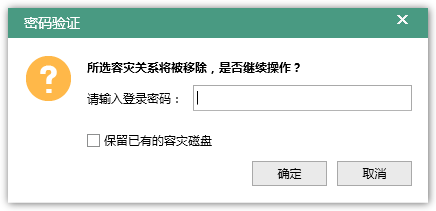 密码验证
所选容灾关系将被移除，是否继续操作？
请输入登录密码：
保留已有的容灾磁盘
确定
取消